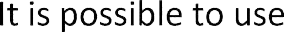 It is possible to use